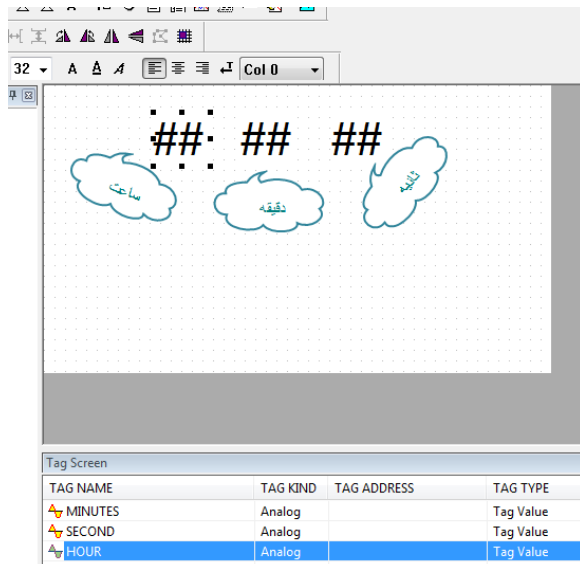 32 A A A Col 0
## ## ##
ساعت دقیقه ثانیه
Tag Screen
TAG NAME TAG KIND TAG ADDRESS TAG TYPE
MINUTES Analog Tag Value
SECOND Analog Tag Value
HOUR Analog Tag Value